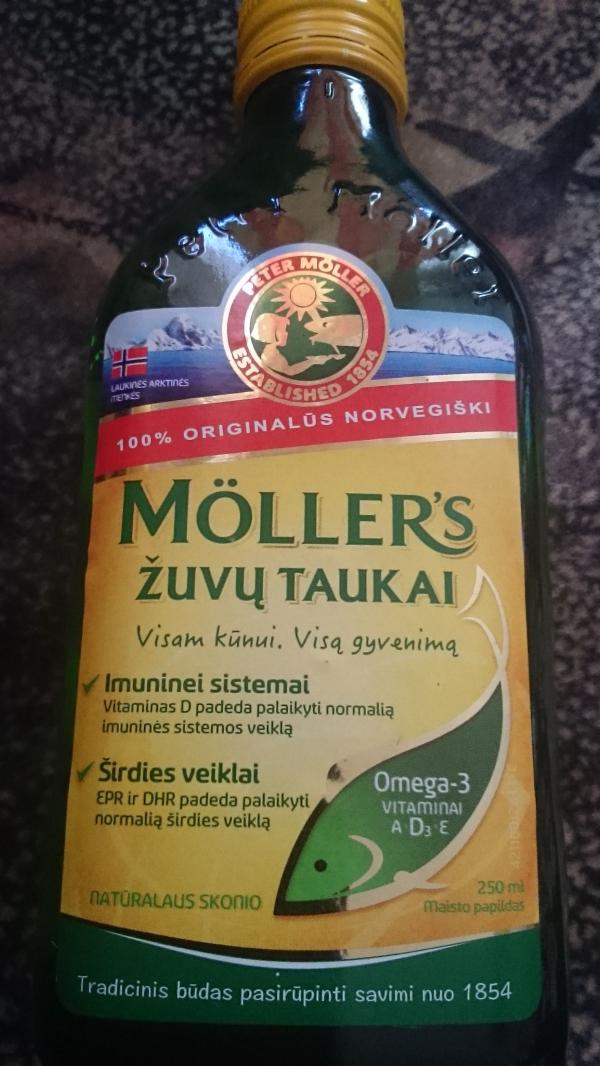 Peter Möller
PETER MÖLLER
ESTABLISHED 1854
LAUKINĖS ARKTINĖS
MENKĖS
100% ORIGINALŪS NORVEGIŠKI
MÖLLER'S
ŽUVŲ TAUKAI
Visam kūnui. Visą gyvenimą
Imuninei sistemai
Vitaminas D padeda palaikyti normalią
imuninės sistemos veiklą
Širdies veiklai
EPR ir DHR padeda palaikyti
normalią širdies veiklą
Omega-3
VITAMINAI
A·D₃·E
NATŪRALAUS SKONIO
250 ml
Maisto papildas
Tradicinis būdas pasirūpinti savimi nuo 1854